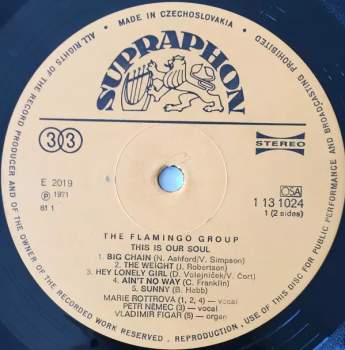 ALL RIGHTS OF THE RECORD PRODUCER AND OF THE OWNER OF THE RECORDED WORK RESERVED. REPRODUCTION, USE OF THIS DISC FOR PUBLIC PERFORMANCE AND BROADCASTING PROHIBITED
• MADE IN CZECHOSLOVAKIA •
SUPRAPHON
33
STEREO
E 2019
OSA
Ⓟ 1971
1 13 1024
61 1
1 (2 sides)
THE FLAMINGO GROUP
THIS IS OUR SOUL
1. BIG CHAIN (N. Ashford/V. Simpson)
2. THE WEIGHT (J. Robertson)
3. HEY LONELY GIRL (D. Volejníček/V. Čort)
4. AIN'T NO WAY (C. Franklin)
5. SUNNY (B. Hebb)
MARIE ROTTROVÁ (1, 2, 4) — vocal
PETR NĚMEC (3) — vocal
VLADIMÍR FIGAR (5) — organ